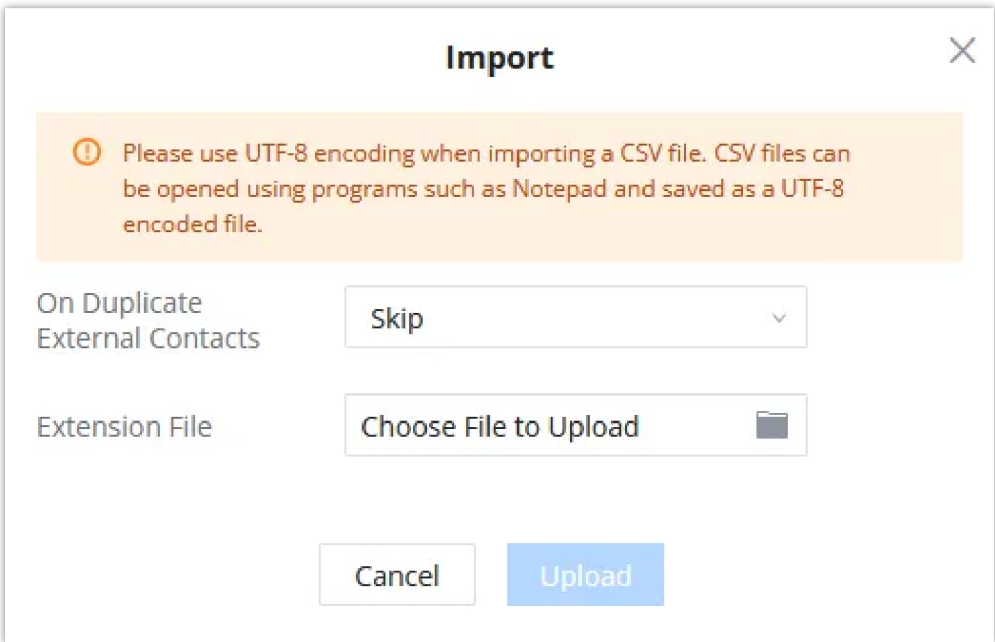 Import
Please use UTF-8 encoding when importing a CSV file. CSV files can
be opened using programs such as Notepad and saved as a UTF-8
encoded file.
On Duplicate
External Contacts
Skip
Extension File
Choose File to Upload
Cancel
Upload